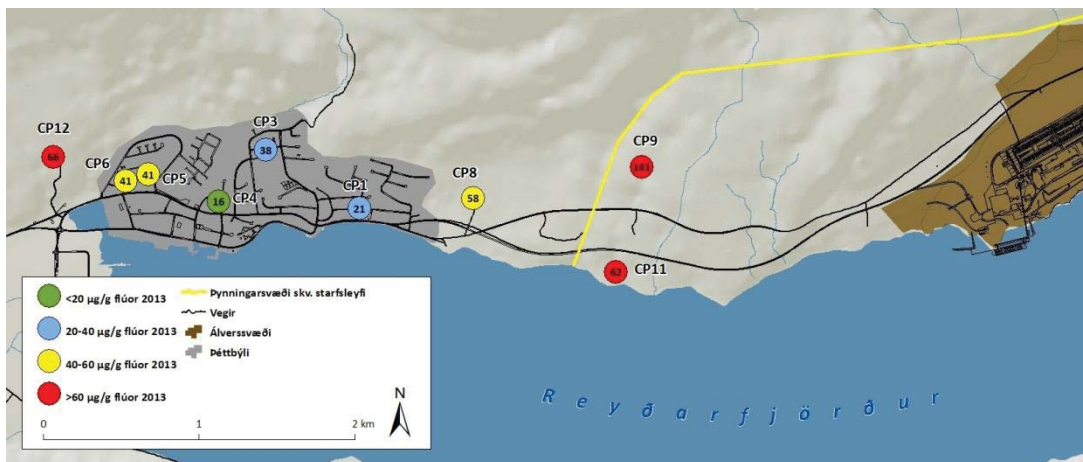 CP12
66
CP6
41
41
CP5
CP3
38
16
CP4
CP1
21
CP8
58
CP9
CP11
62
<20 µg/g flúor 2013
20-40 µg/g flúor 2013
40-60 µg/g flúor 2013
>60 µg/g flúor 2013
Þynningarsvæði skv. starfsleyfi
Vegir
Álverssvæði
Þéttbýli
N
0 1 2 km
Reyðarfjörður